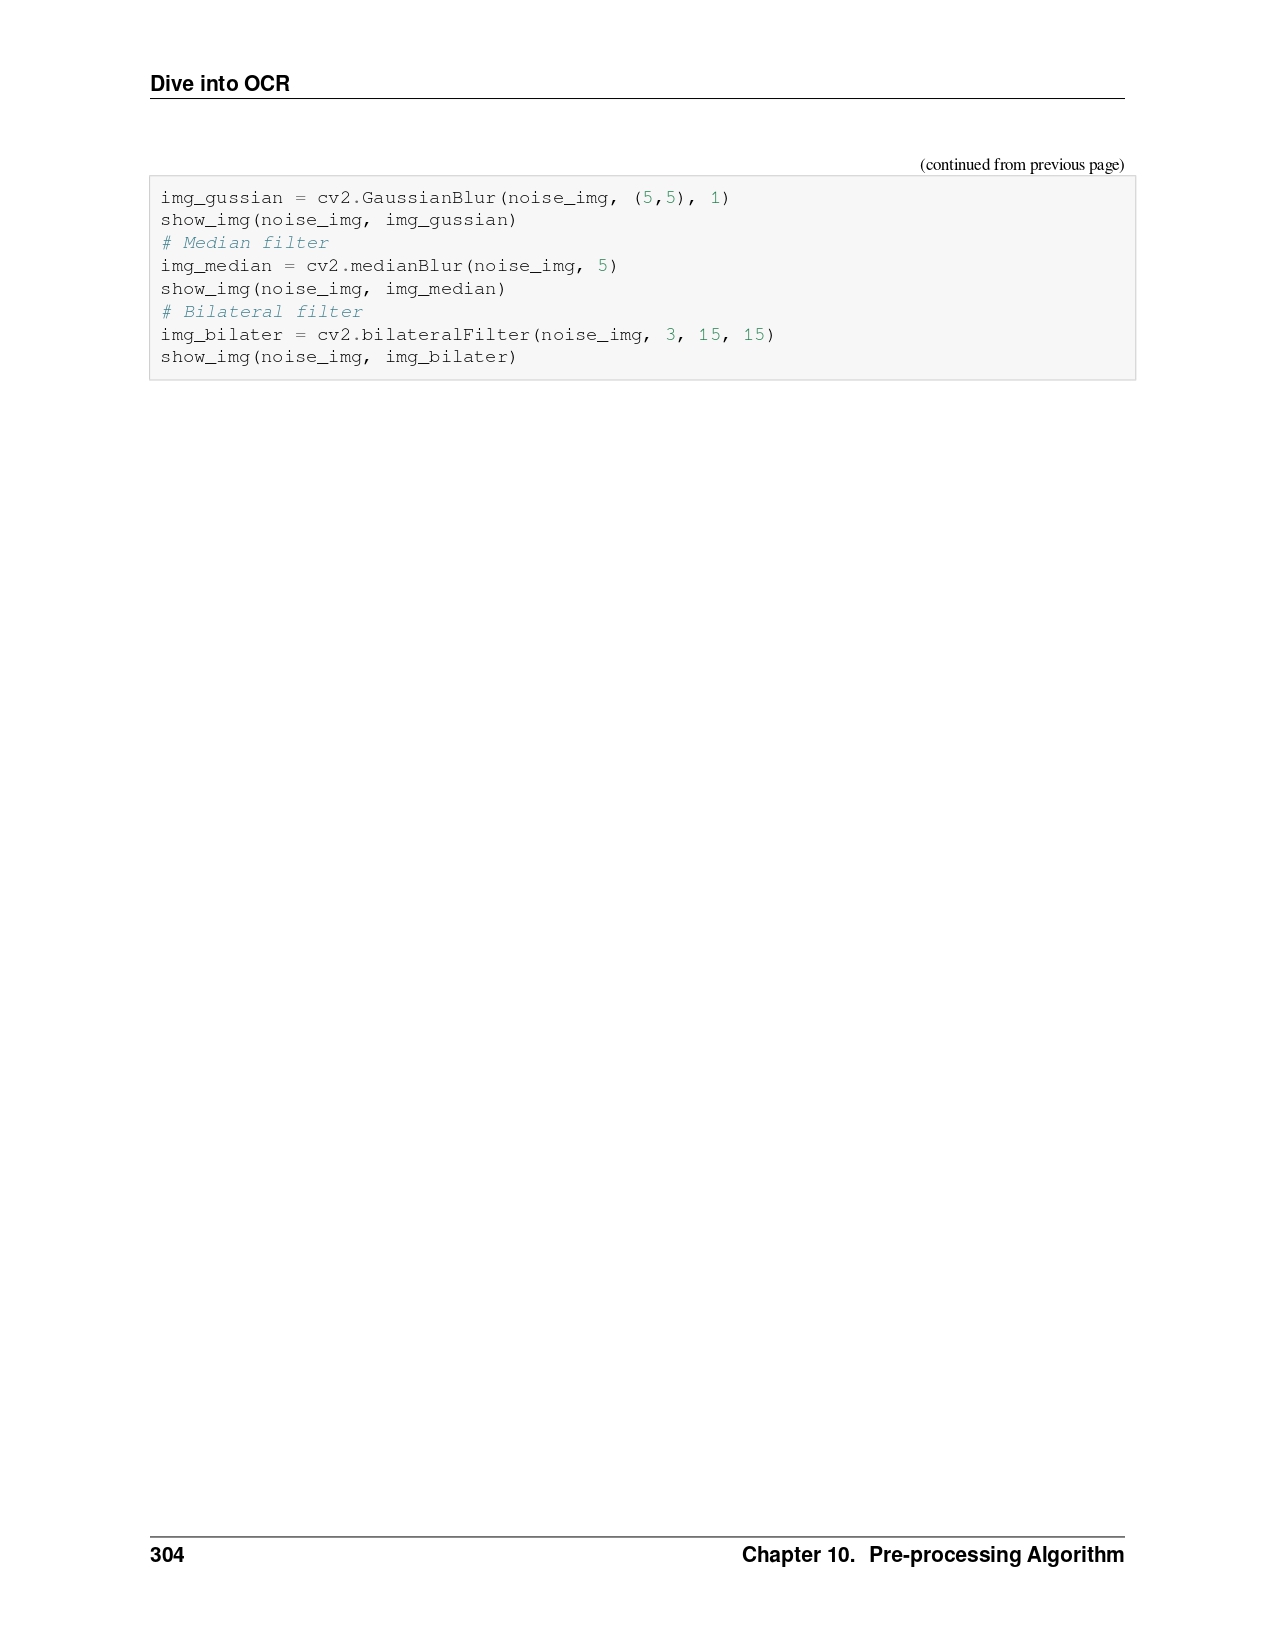 Dive into OCR
(continued from previous page)
img_gussian = cv2.GaussianBlur(noise_img, (5,5), 1)
show_img(noise_img, img_gussian)
# Median filter
img_median = cv2.medianBlur(noise_img, 5)
show_img(noise_img, img_median)
# Bilateral filter
img_bilater = cv2.bilateralFilter(noise_img, 3, 15, 15)
show_img(noise_img, img_bilater)
304 Chapter 10. Pre-processing Algorithm